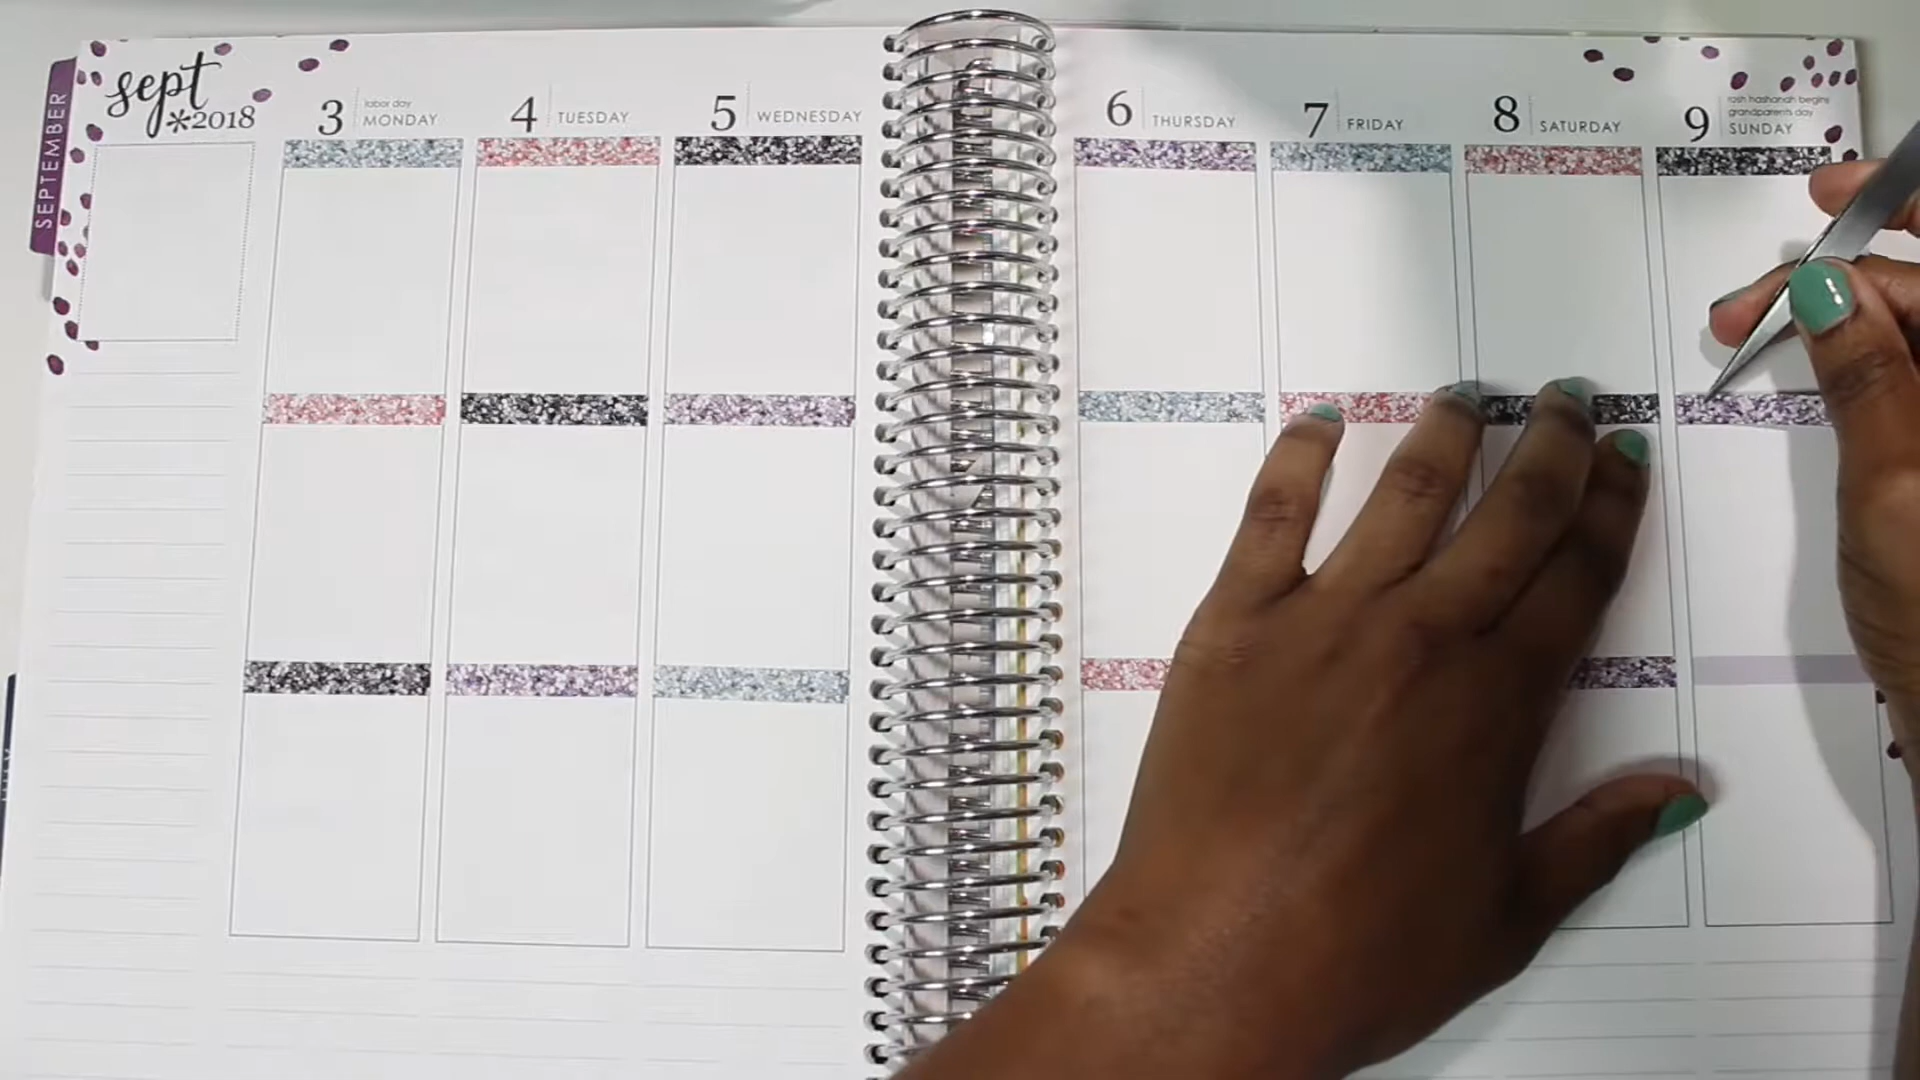 sept
*2018
SEPTEMBER
3 labor day
MONDAY
4 TUESDAY
5 WEDNESDAY
6 THURSDAY
7 FRIDAY
8 SATURDAY
9 rosh hashanah begins
grandparents day
SUNDAY